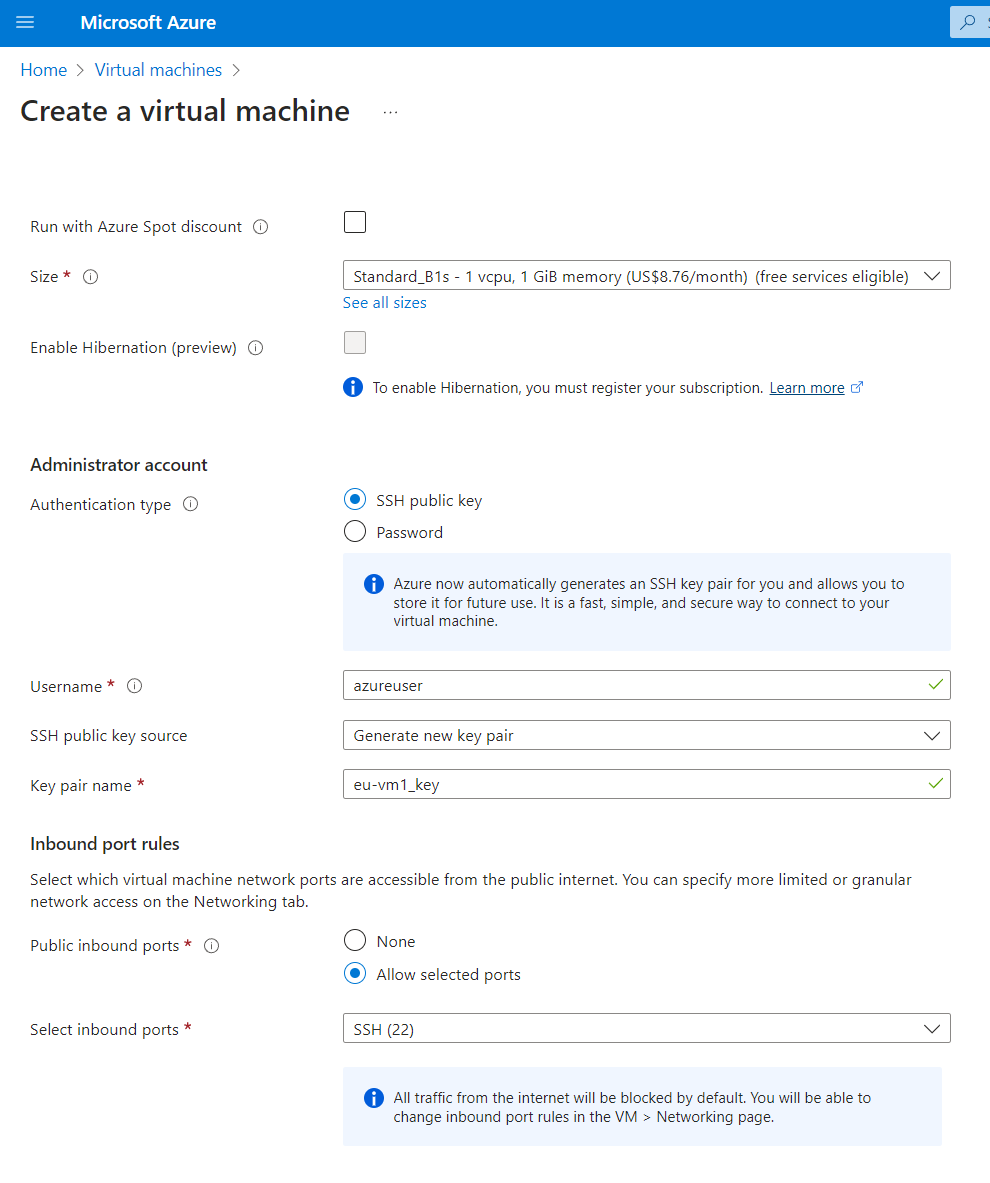 Microsoft Azure
Home > Virtual machines >
Create a virtual machine ...
Run with Azure Spot discount
Size *
Standard_B1s - 1 vcpu, 1 GiB memory (US$8.76/month) (free services eligible)
See all sizes
Enable Hibernation (preview)
To enable Hibernation, you must register your subscription. Learn more
Administrator account
Authentication type
SSH public key
Password
Azure now automatically generates an SSH key pair for you and allows you to
store it for future use. It is a fast, simple, and secure way to connect to your
virtual machine.
Username *
azureuser
SSH public key source
Generate new key pair
Key pair name *
eu-vm1_key
Inbound port rules
Select which virtual machine network ports are accessible from the public internet. You can specify more limited or granular
network access on the Networking tab.
Public inbound ports *
None
Allow selected ports
Select inbound ports *
SSH (22)
All traffic from the internet will be blocked by default. You will be able to
change inbound port rules in the VM > Networking page.